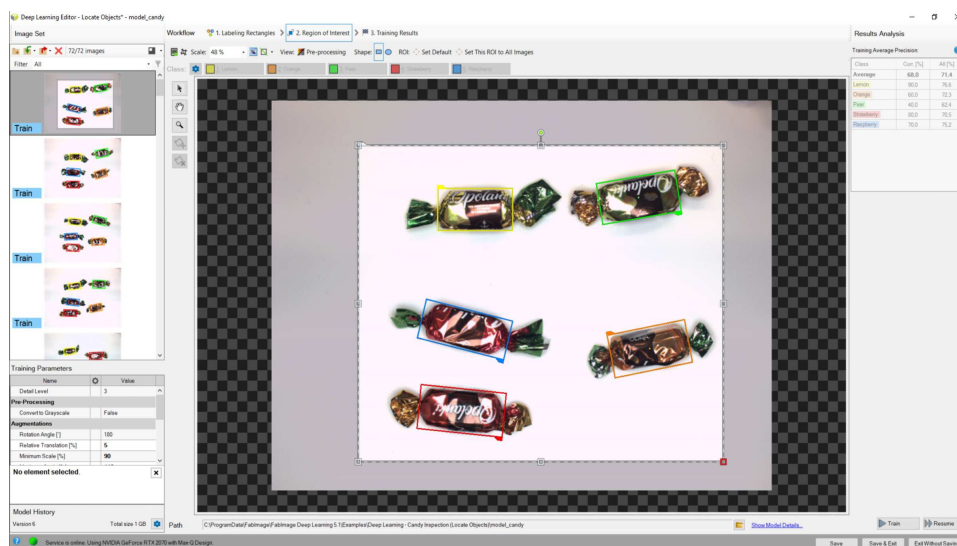 Deep Learning Editor - Locate Objects* - model_candy
Image Set
Workflow
1. Labeling Rectangles
2. Region of Interest
3. Training Results
Results Analysis
72/72 images
Scale: 48 %
View: Pre-processing
Shape:
ROI: Set Default
Set This ROI to All Images
Training Average Precision:
Filter All
Class:
1. Lemon
2. Orange
3. Pear
4. Strawberry
5. Raspberry
Class Corr. [%] All [%]
Average 68.0 71.4
Lemon 90.0 76.6
Orange 60.0 72.3
Pear 40.0 62.4
Strawberry 80.0 70.5
Raspberry 70.0 75.3
Train
Train
Train
Train
Training Parameters
Name Value
Detail Level 3
Pre-Processing
Convert to Grayscale False
Augmentations
Rotation Angle [°] 180
Relative Translation [%] 5
Minimum Scale [%] 90
No element selected.
Model History
Version 6
Total size 1 GB
Path
C:\ProgramData\FabImage\FabImage Deep Learning 5.1\Examples\Deep Learning - Candy Inspection (Locate Objects)\model_candy
Show Model Details...
Train
Resume
Service is online. Using NVIDIA GeForce RTX 2070 with Max-Q Design.
Save
Save & Exit
Exit Without Savin